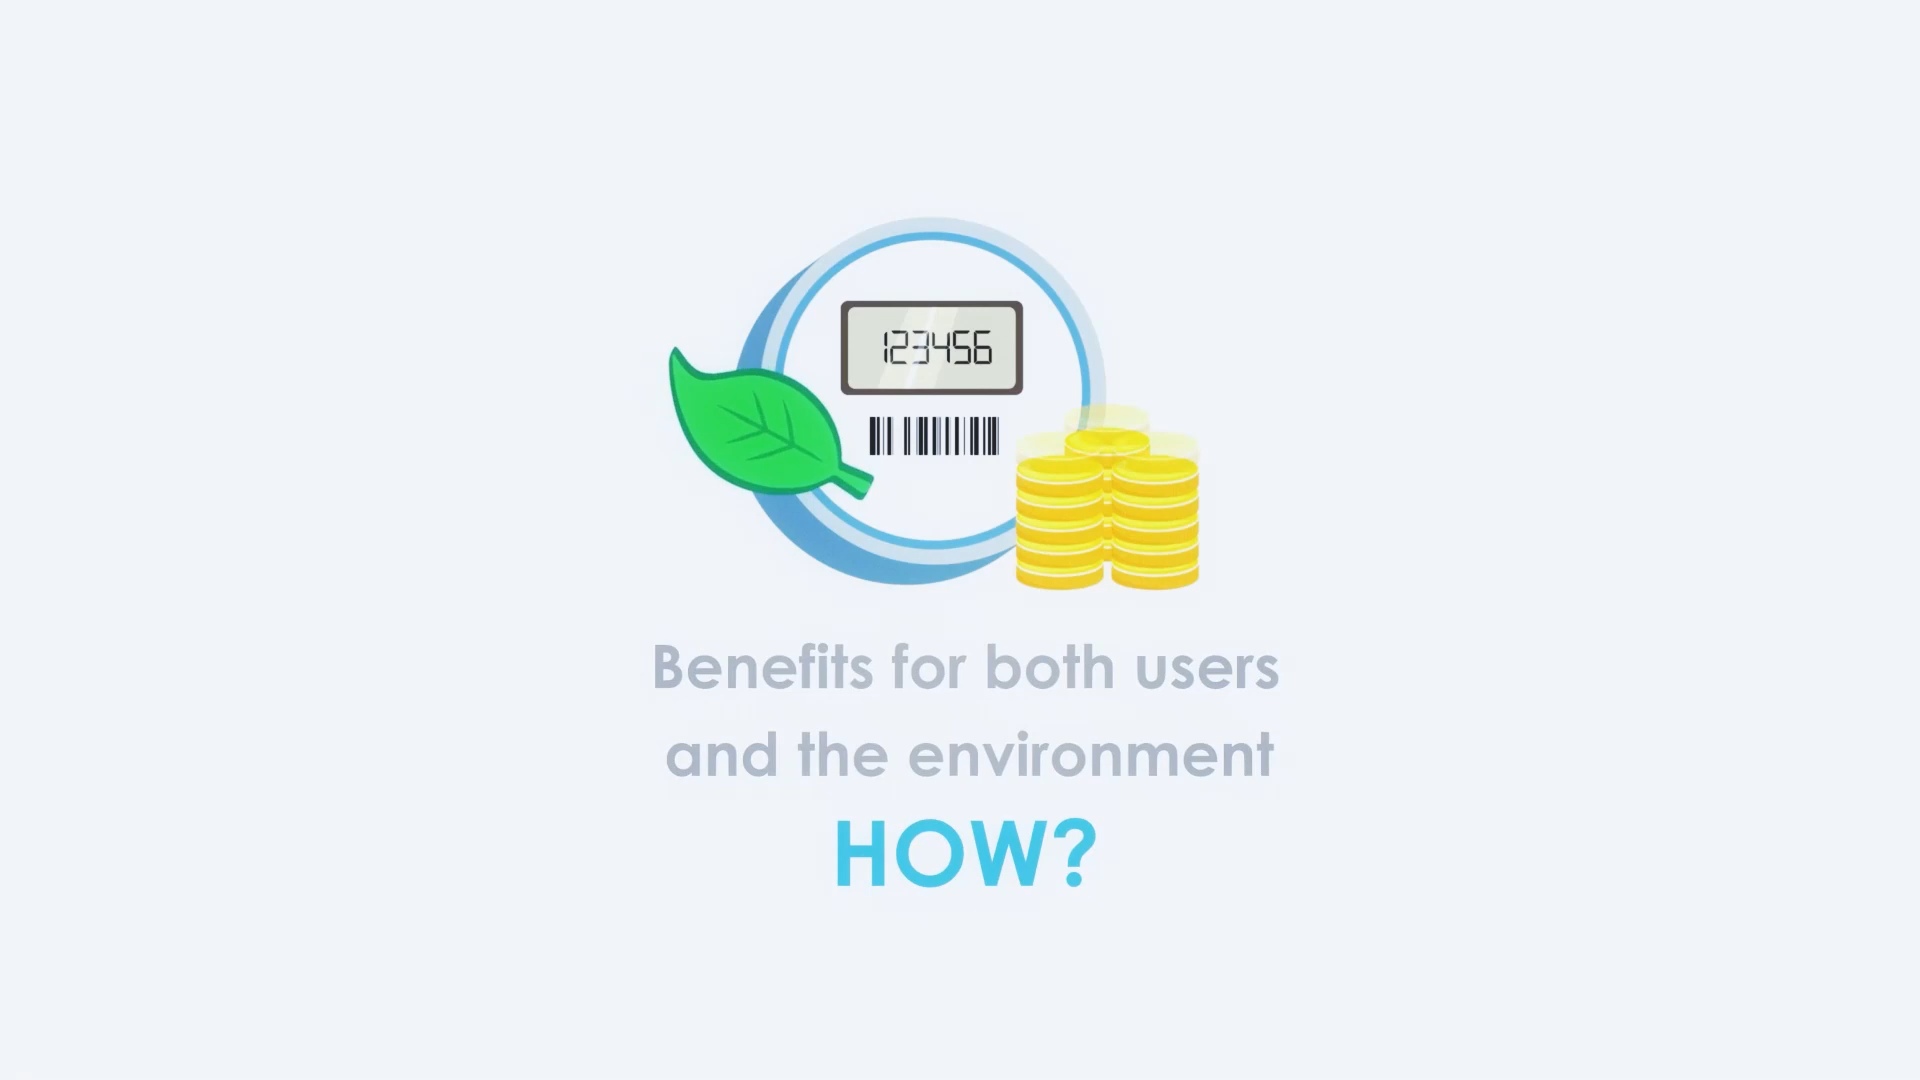 123456
Benefits for both users
and the environment
HOW?